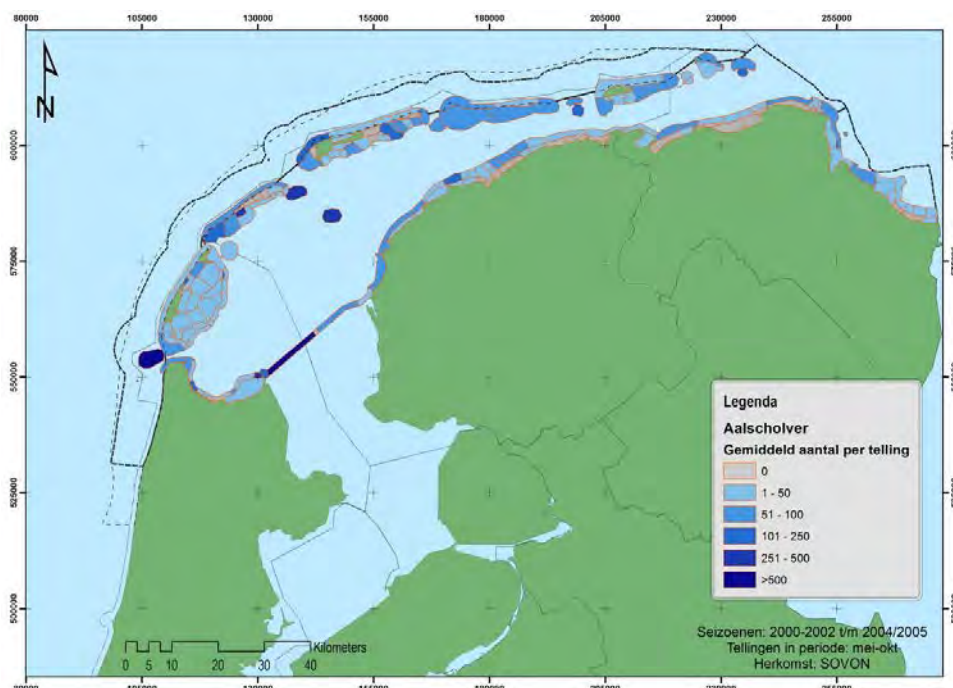 80000 105000 130000 155000 180000 205000 230000 255000
N
600000
575000
550000
525000
500000
Legenda
Aalscholver
Gemiddeld aantal per telling
0
1 - 50
51 - 100
101 - 250
251 - 500
>500
Kilometers
0 5 10 20 30 40
Seizoenen: 2000-2002 t/m 2004/2005
Tellingen in periode: mei-okt
Herkomst: SOVON